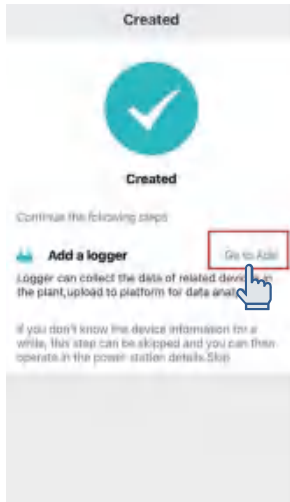 Created
Created
Continue the following steps
Add a logger
Go to Add
Logger can collect the data of related device in
the plant,upload to platform for data
If you don't know the device information for a
while, this step can be skipped and you can then
operate in the power station details.Skip